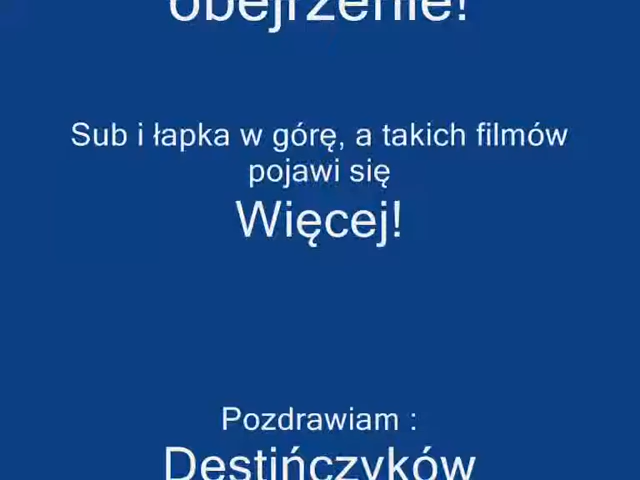 obejrzenie!
Sub i łapka w górę, a takich filmów
pojawi się
Więcej!
Pozdrawiam :
Destińczyków